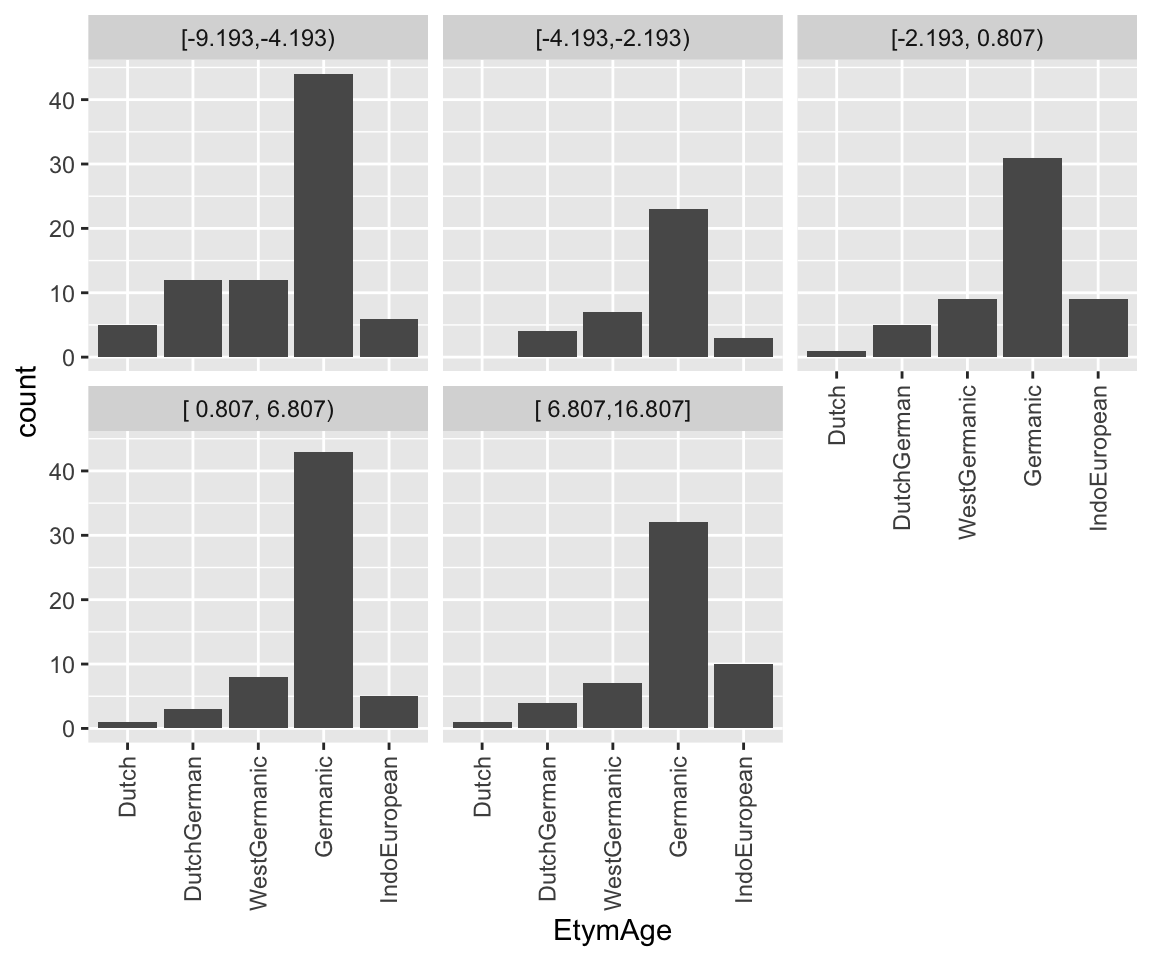 [-9.193,-4.193)
[-4.193,-2.193)
[-2.193, 0.807)
40
30
20
10
0
Dutch
DutchGerman
WestGermanic
Germanic
IndoEuropean
count
[ 0.807, 6.807)
[ 6.807,16.807]
40
30
20
10
0
Dutch
DutchGerman
WestGermanic
Germanic
IndoEuropean
Dutch
DutchGerman
WestGermanic
Germanic
IndoEuropean
EtymAge